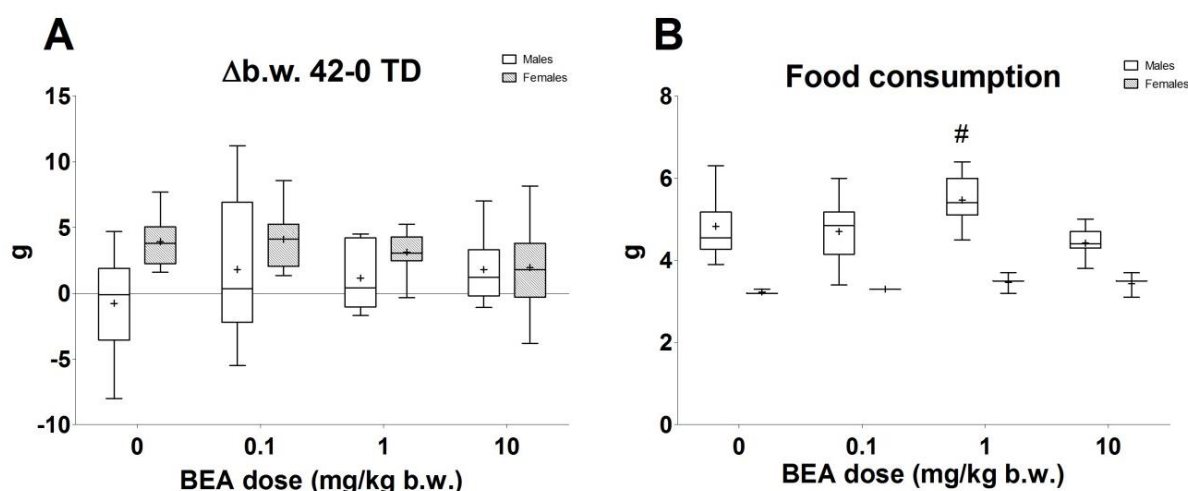 A
Δb.w. 42-0 TD
Males
Females
15
10
5
0
-5
-10
g
0 0.1 1 10
BEA dose (mg/kg b.w.)
B
Food consumption
Males
Females
#
8
6
4
2
0
g
0 0.1 1 10
BEA dose (mg/kg b.w.)